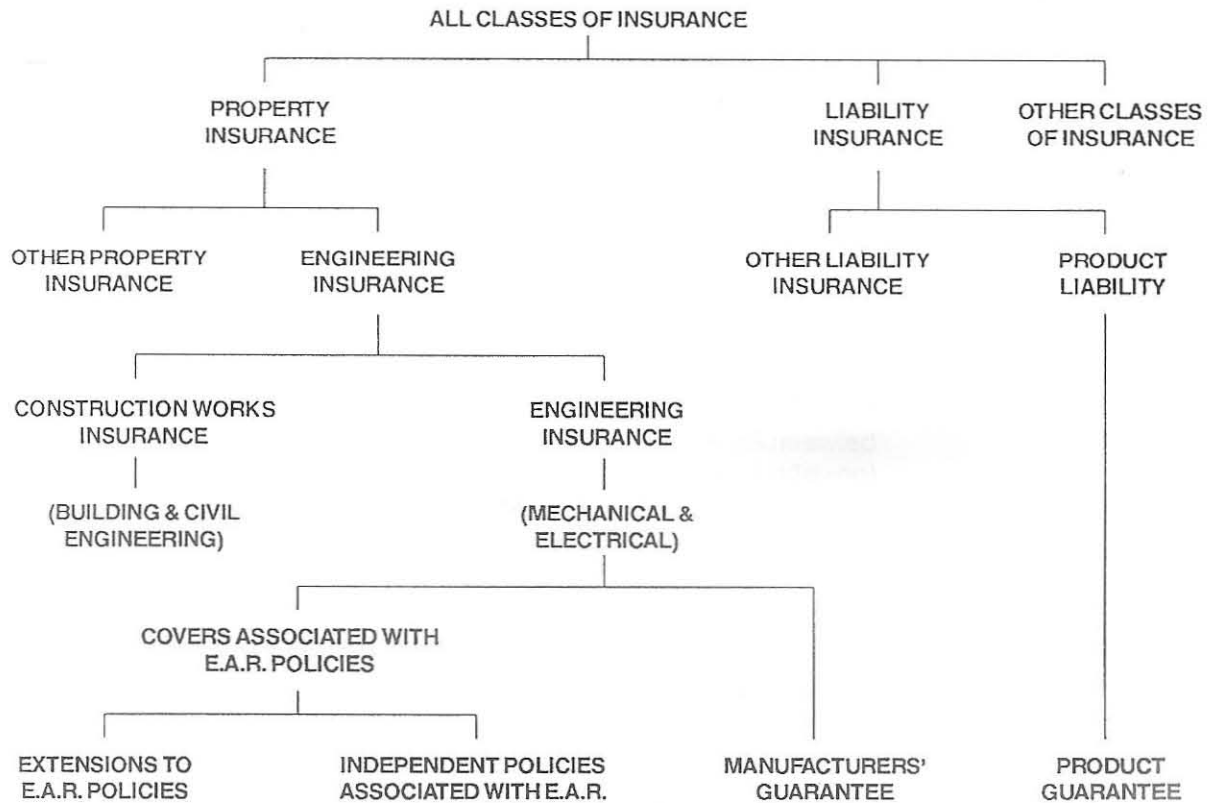 ALL CLASSES OF INSURANCE
PROPERTY
INSURANCE
LIABILITY
INSURANCE
OTHER CLASSES
OF INSURANCE
OTHER PROPERTY
INSURANCE
ENGINEERING
INSURANCE
OTHER LIABILITY
INSURANCE
PRODUCT
LIABILITY
CONSTRUCTION WORKS
INSURANCE
ENGINEERING
INSURANCE
(BUILDING & CIVIL
ENGINEERING)
(MECHANICAL &
ELECTRICAL)
COVERS ASSOCIATED WITH
E.A.R. POLICIES
EXTENSIONS TO
E.A.R. POLICIES
INDEPENDENT POLICIES
ASSOCIATED WITH E.A.R.
MANUFACTURERS'
GUARANTEE
PRODUCT
GUARANTEE